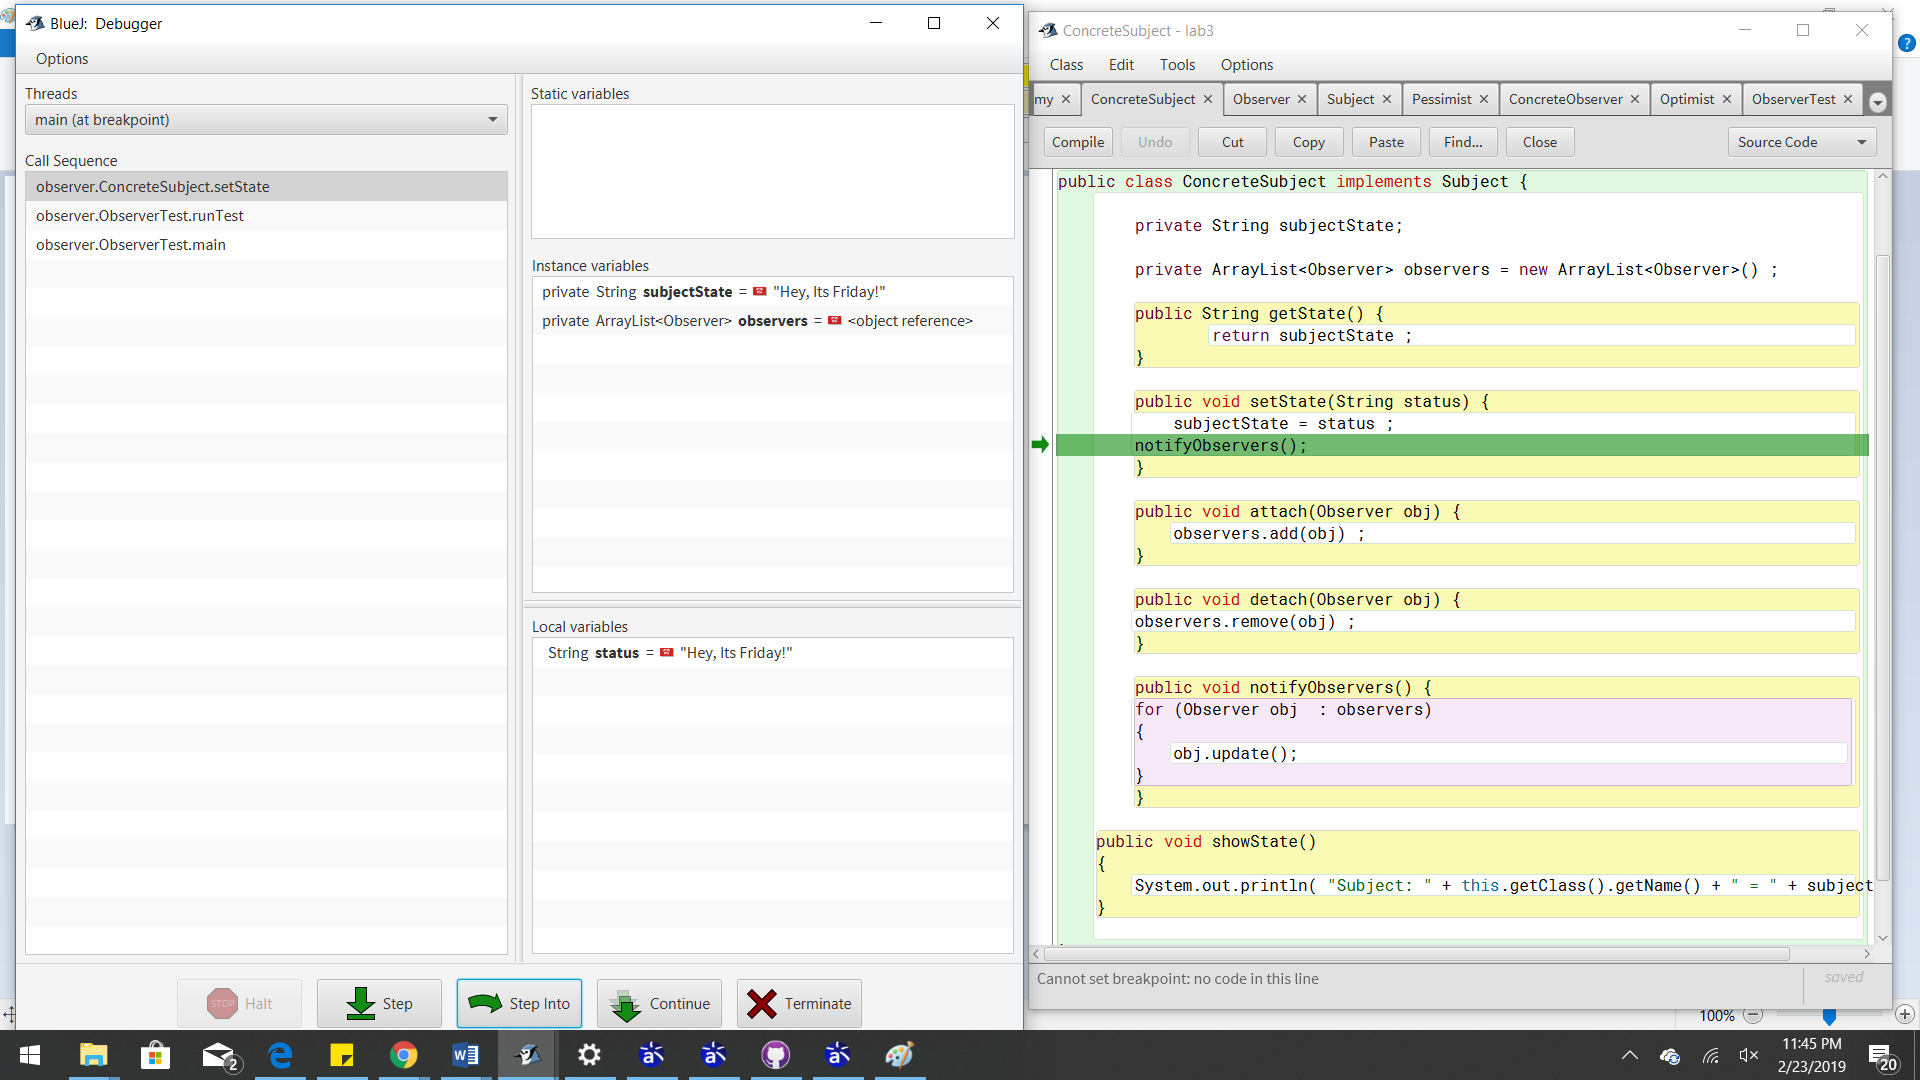 BlueJ: Debugger
Options
Threads
main (at breakpoint)
Call Sequence
observer.ConcreteSubject.setState
observer.ObserverTest.runTest
observer.ObserverTest.main
Static variables
Instance variables
private String subjectState = "Hey, Its Friday!"
private ArrayList<Observer> observers = <object reference>
Local variables
String status = "Hey, Its Friday!"
STOP Halt
Step
Step Into
Continue
Terminate
ConcreteSubject - lab3
Class Edit Tools Options
my ConcreteSubject Observer Subject Pessimist ConcreteObserver Optimist ObserverTest
Compile Undo Cut Copy Paste Find... Close Source Code
public class ConcreteSubject implements Subject {
private String subjectState;
private ArrayList<Observer> observers = new ArrayList<Observer>() ;
public String getState() {
return subjectState ;
}
public void setState(String status) {
subjectState = status ;
notifyObservers();
}
public void attach(Observer obj) {
observers.add(obj) ;
}
public void detach(Observer obj) {
observers.remove(obj) ;
}
public void notifyObservers() {
for (Observer obj  : observers)
{
obj.update();
}
}
public void showState()
{
System.out.println( "Subject: " + this.getClass().getName() + " = " + subject
}
Cannot set breakpoint: no code in this line
saved
?
100%
2
11:45 PM
2/23/2019
20